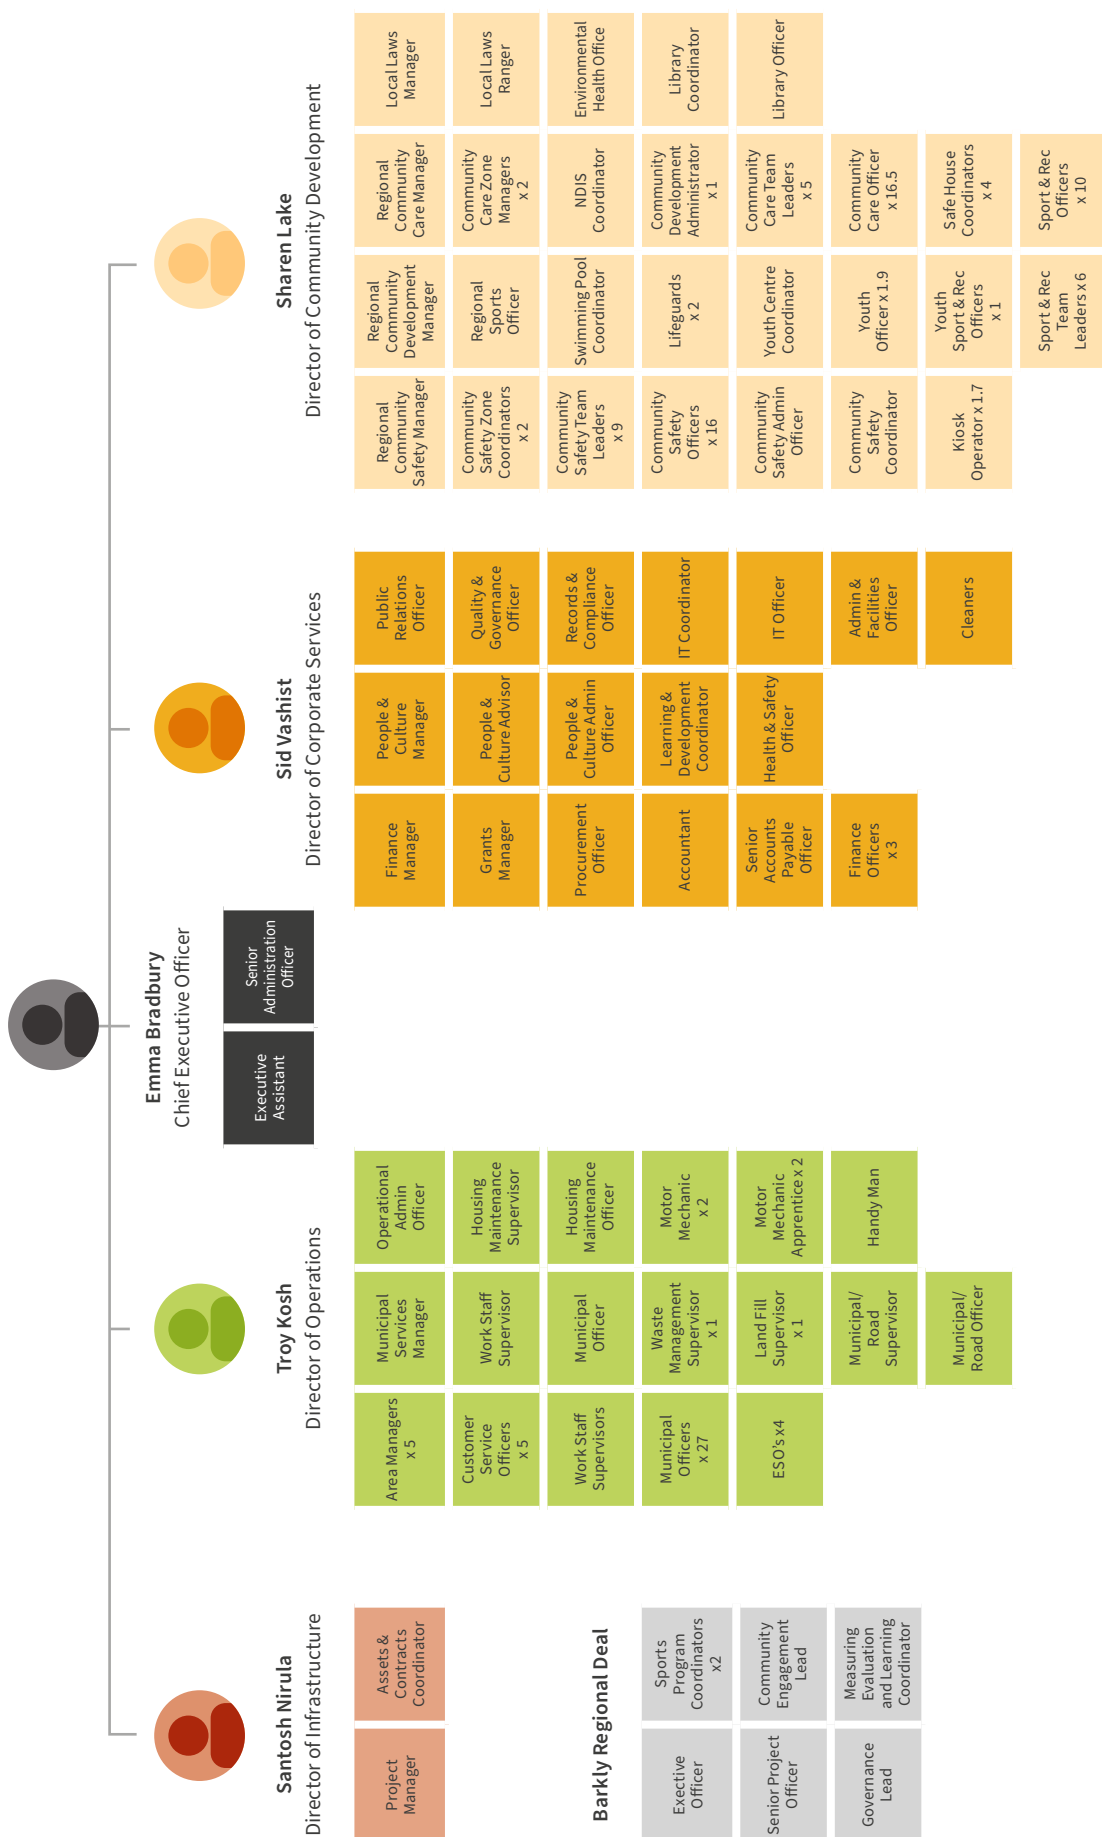 Emma Bradbury
Chief Executive Officer
Executive
Assistant
Senior
Administration
Officer
Santosh Nirula
Director of Infrastructure
Project
Manager
Assets &
Contracts
Coordinator
Barkly Regional Deal
Exective
Officer
Sports
Program
Coordinators
x2
Senior Project
Officer
Community
Engagement
Lead
Governance
Lead
Measuring
Evaluation
and Learning
Coordinator
Troy Kosh
Director of Operations
Area Managers
x 5
Customer
Service
Officers
x 5
Work Staff
Supervisors
Municipal
Officers
x 27
ESO's x4
Municipal
Services
Manager
Work Staff
Supervisor
Municipal
Officer
Waste
Management
Supervisor
x 1
Land Fill
Supervisor
x 1
Municipal/
Road
Supervisor
Municipal/
Road Officer
Operational
Admin
Officer
Housing
Maintenance
Supervisor
Housing
Maintenance
Officer
Motor
Mechanic
x 2
Motor
Mechanic
Apprentice x 2
Handy Man
Sid Vashist
Director of Corporate Services
Finance
Manager
Grants
Manager
Procurement
Officer
Accountant
Senior
Accounts
Payable
Officer
Finance
Officers
x 3
People &
Culture
Manager
People &
Culture Advisor
People &
Culture Admin
Officer
Learning &
Development
Coordinator
Health & Safety
Officer
Public
Relations
Officer
Quality &
Governance
Officer
Records &
Compliance
Officer
IT Coordinator
IT Officer
Admin &
Facilities
Officer
Cleaners
Sharen Lake
Director of Community Development
Regional
Community
Safety Manager
Community
Safety Zone
Coordinators
x 2
Community
Safety Team
Leaders
x 9
Community
Safety
Officers
x 16
Community
Safety Admin
Officer
Community
Safety
Coordinator
Kiosk
Operator x 1.7
Regional
Community
Development
Manager
Regional
Sports
Officer
Swimming Pool
Coordinator
Lifeguards
x 2
Youth Centre
Coordinator
Youth
Officer x 1.9
Youth
Sport & Rec
Officers
x 1
Sport & Rec
Team
Leaders x 6
Regional
Community
Care Manager
Community
Care Zone
Managers
x 2
NDIS
Coordinator
Community
Development
Administrator
x 1
Community
Care Team
Leaders
x 5
Community
Care Officer
x 16.5
Safe House
Coordinators
x 4
Sport & Rec
Officers
x 10
Local Laws
Manager
Local Laws
Ranger
Environmental
Health Office
Library
Coordinator
Library Officer